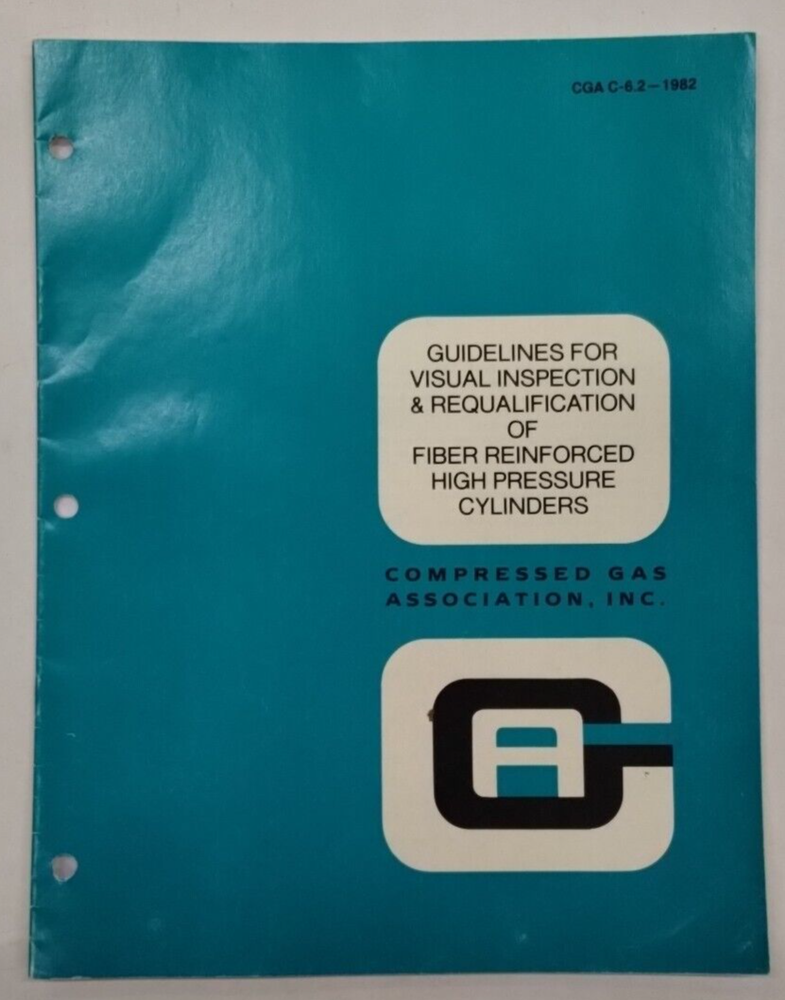 CGA C-6.2—1982
GUIDELINES FOR
VISUAL INSPECTION
& REQUALIFICATION
OF
FIBER REINFORCED
HIGH PRESSURE
CYLINDERS
COMPRESSED GAS
ASSOCIATION, INC.
CGA